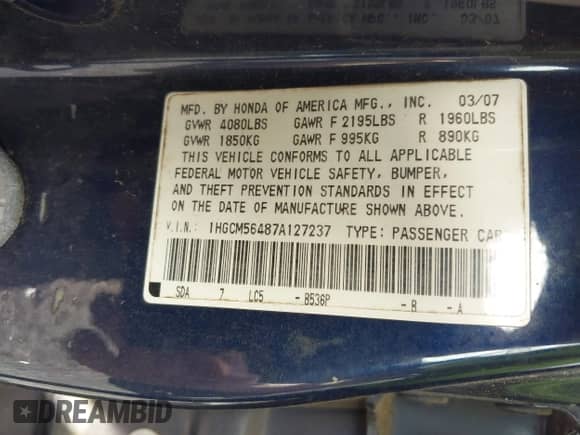 MFD. BY HONDA OF AMERICA MFG., INC. 03/07
GVWR 4080LBS GAWR F 2195LBS R 1960LBS
GVWR 1850KG GAWR F 995KG R 890KG
THIS VEHICLE CONFORMS TO ALL APPLICABLE
FEDERAL MOTOR VEHICLE SAFETY, BUMPER,
AND THEFT PREVENTION STANDARDS IN EFFECT
ON THE DATE OF MANUFACTURE SHOWN ABOVE.
V.I.N.: 1HGCM56487A127237 TYPE: PASSENGER CAR
SDA 7 LC5 - B536P - B - A
DREAMBID